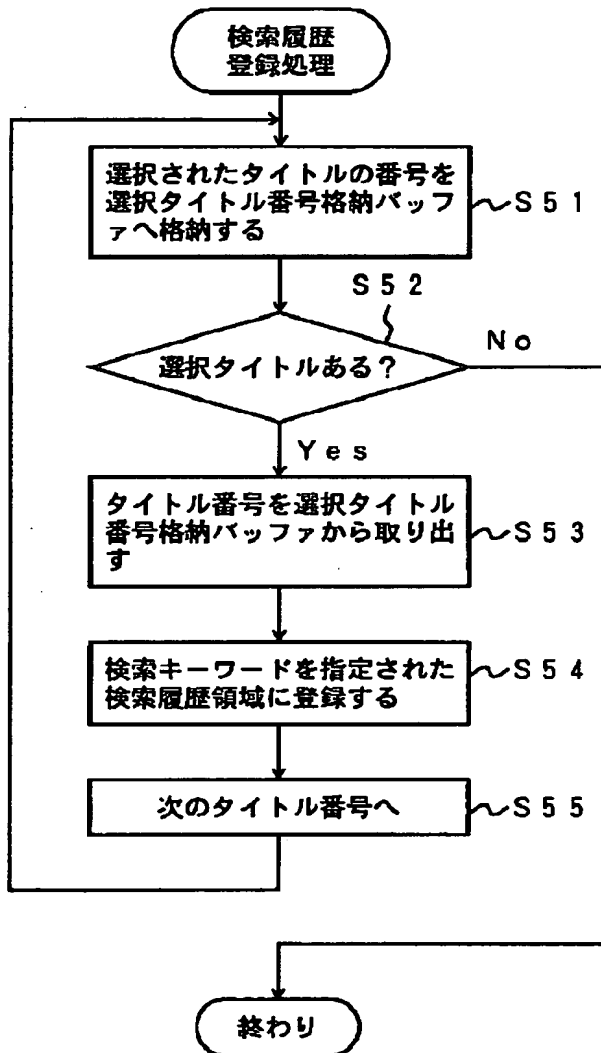 検索履歴
登録処理
選択されたタイトルの番号を
選択タイトル番号格納バッフ
ァへ格納する
S51
S52
選択タイトルある?
No
Yes
タイトル番号を選択タイトル
番号格納バッファから取り出
す
S53
検索キーワードを指定された
検索履歴領域に登録する
S54
次のタイトル番号へ
S55
終わり